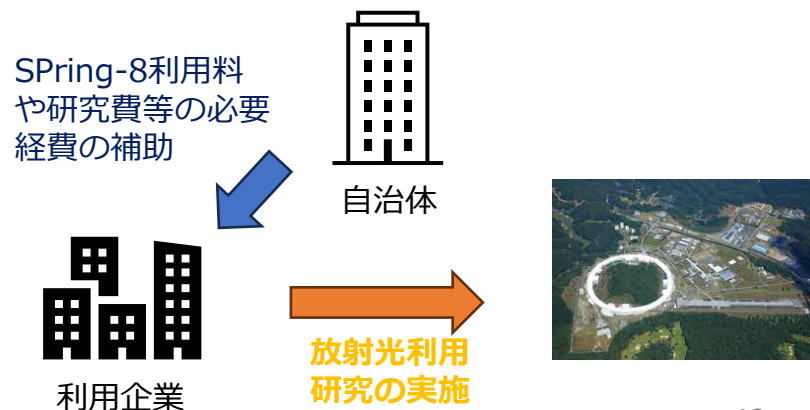 SPring-8利用料
や研究費等の必要
経費の補助
自治体
利用企業
放射光利用
研究の実施